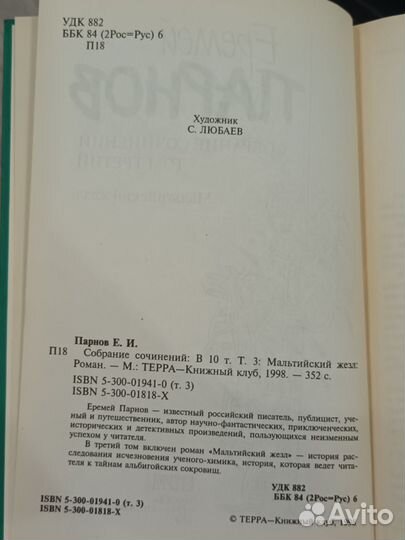 УДК 882
ББК 84 (2Рос=Рус) 6
П18
Художник
С. ЛЮБАЕВ
Парнов Е. И.
П18 Собрание сочинений: В 10 т. Т. 3: Мальтийский жезл:
Роман. — М.: ТЕРРА—Книжный клуб, 1998. — 352 с.
ISBN 5-300-01941-0 (т. 3)
ISBN 5-300-01818-X
Еремей Парнов — известный российский писатель, публицист, уче-
ный и путешественник, автор научно-фантастических, приключенческих,
исторических и детективных произведений, пользующихся неизменным
успехом у читателя.
В третий том включен роман «Мальтийский жезл» — история рас-
следования исчезновения ученого-химика, история, которая ведет читате-
ля к тайнам альбигойских сокровищ.
УДК 882
ББК 84 (2Рос=Рус) 6
ISBN 5-300-01941-0 (т. 3)
ISBN 5-300-01818-X
© ТЕРРА—Книжный
Avito